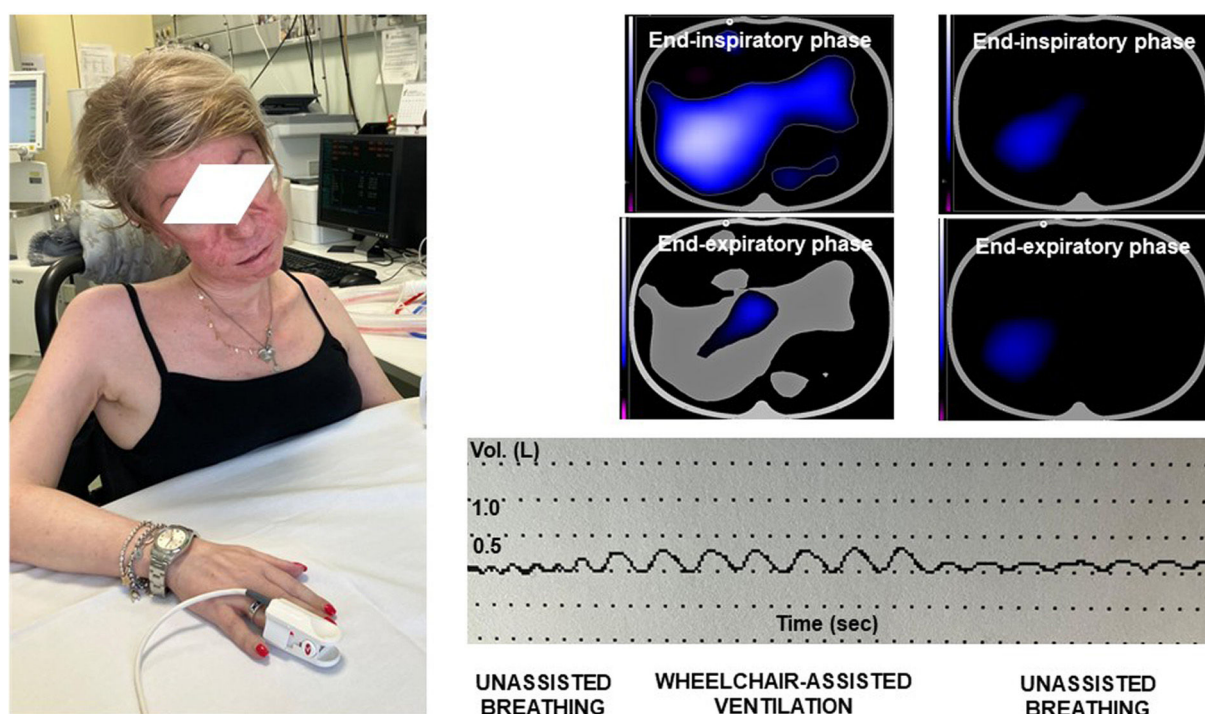 End-inspiratory phase
End-inspiratory phase
End-expiratory phase
End-expiratory phase
Vol. (L)
1.0
0.5
Time (sec)
UNASSISTED
BREATHING
WHEELCHAIR-ASSISTED
VENTILATION
UNASSISTED
BREATHING